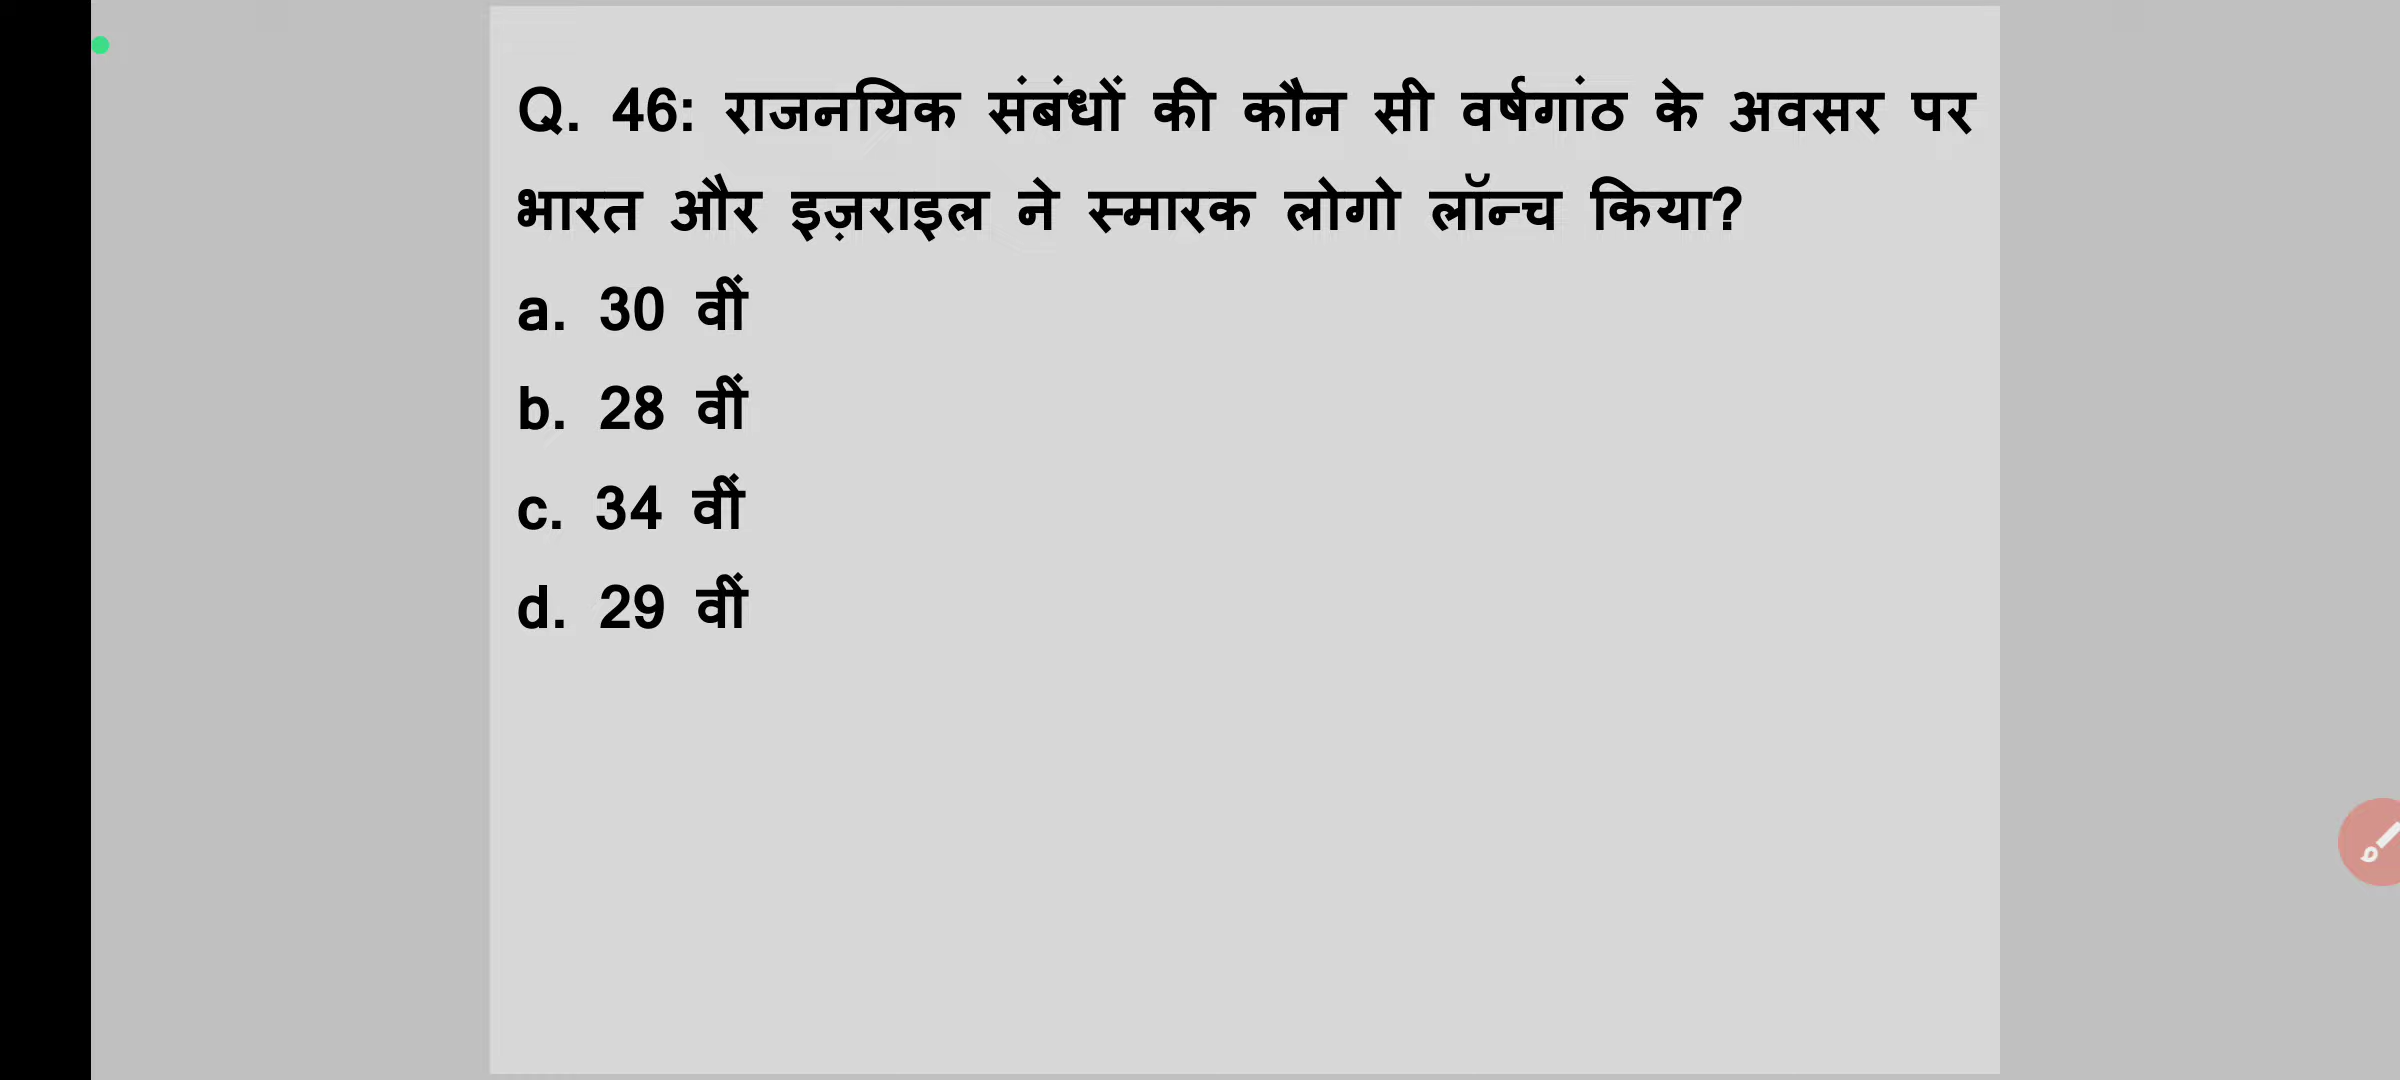 Q. 46: राजनयिक संबंधों की कौन सी वर्षगांठ के अवसर पर
भारत और इज़राइल ने स्मारक लोगो लॉन्च किया?
a. 30 वीं
b. 28 वीं
c. 34 वीं
d. 29 वीं